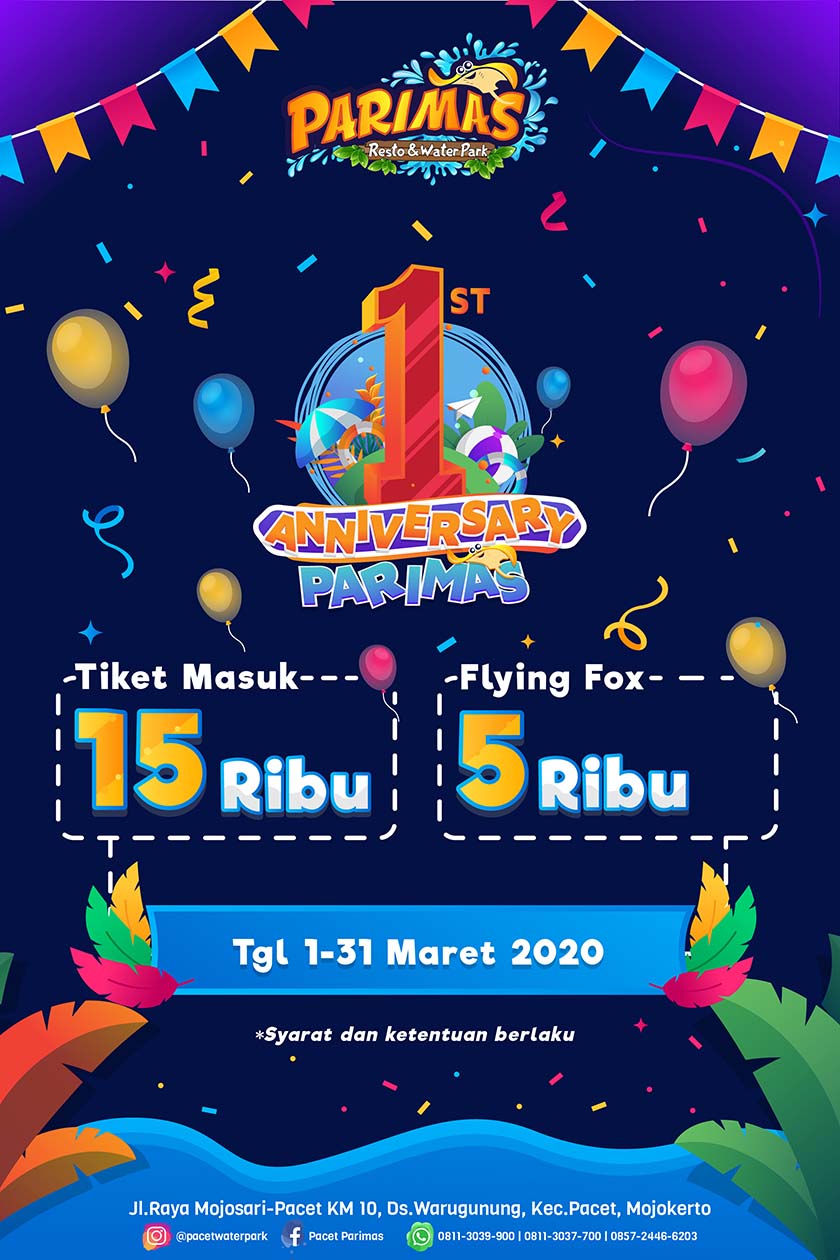 PARIMAS
Resto & Water Park
1ST
ANNIVERSARY
PARIMAS
Tiket Masuk
15 Ribu
Flying Fox
5 Ribu
Tgl 1-31 Maret 2020
*Syarat dan ketentuan berlaku
Jl.Raya Mojosari-Pacet KM 10, Ds.Warugunung, Kec.Pacet, Mojokerto
@pacetwaterpark Pacet Parimas 0811-3039-900 | 0811-3037-700 | 0857-2446-6203